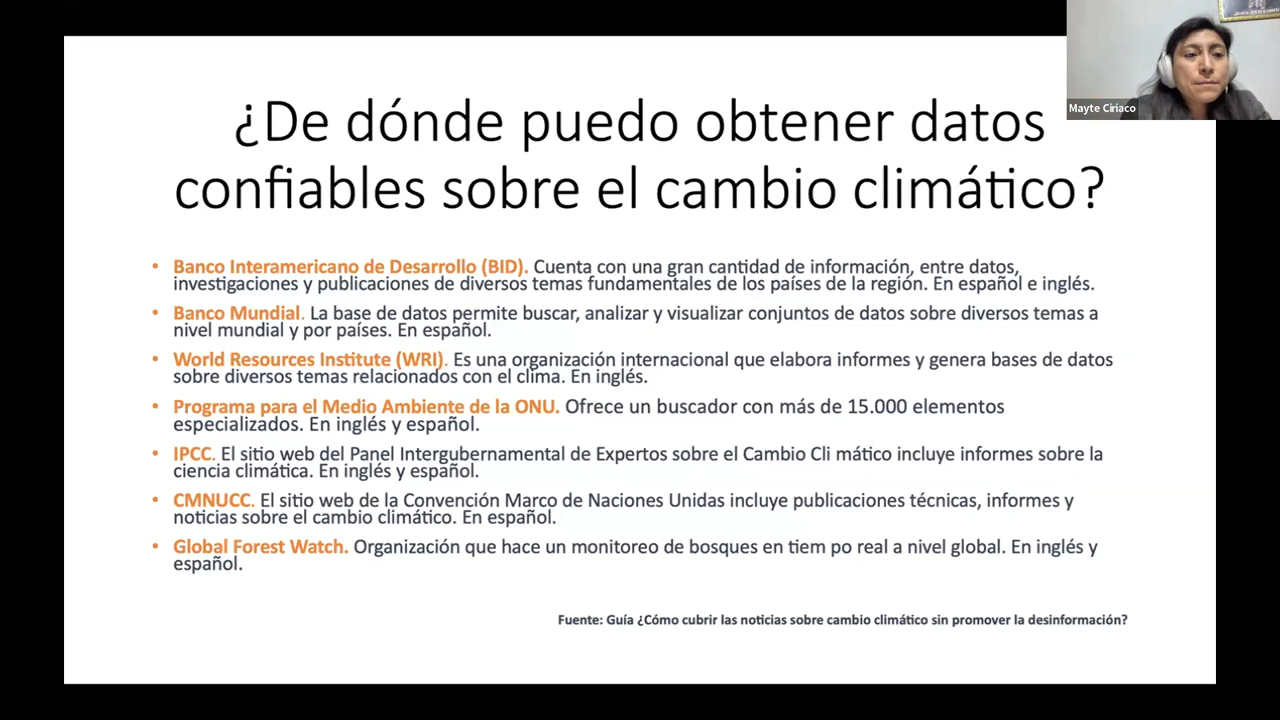 ¿De dónde puedo obtener datos
confiables sobre el cambio climático?
Mayte Ciriaco
• Banco Interamericano de Desarrollo (BID). Cuenta con una gran cantidad de información, entre datos,
investigaciones y publicaciones de diversos temas fundamentales de los países de la región. En español e inglés.
• Banco Mundial. La base de datos permite buscar, analizar y visualizar conjuntos de datos sobre diversos temas a
nivel mundial y por países. En español.
• World Resources Institute (WRI). Es una organización internacional que elabora informes y genera bases de datos
sobre diversos temas relacionados con el clima. En inglés.
• Programa para el Medio Ambiente de la ONU. Ofrece un buscador con más de 15.000 elementos
especializados. En inglés y español.
• IPCC. El sitio web del Panel Intergubernamental de Expertos sobre el Cambio Cli mático incluye informes sobre la
ciencia climática. En inglés y español.
• CMNUCC. El sitio web de la Convención Marco de Naciones Unidas incluye publicaciones técnicas, informes y
noticias sobre el cambio climático. En español.
• Global Forest Watch. Organización que hace un monitoreo de bosques en tiem po real a nivel global. En inglés y
español.
Fuente: Guía ¿Cómo cubrir las noticias sobre cambio climático sin promover la desinformación?